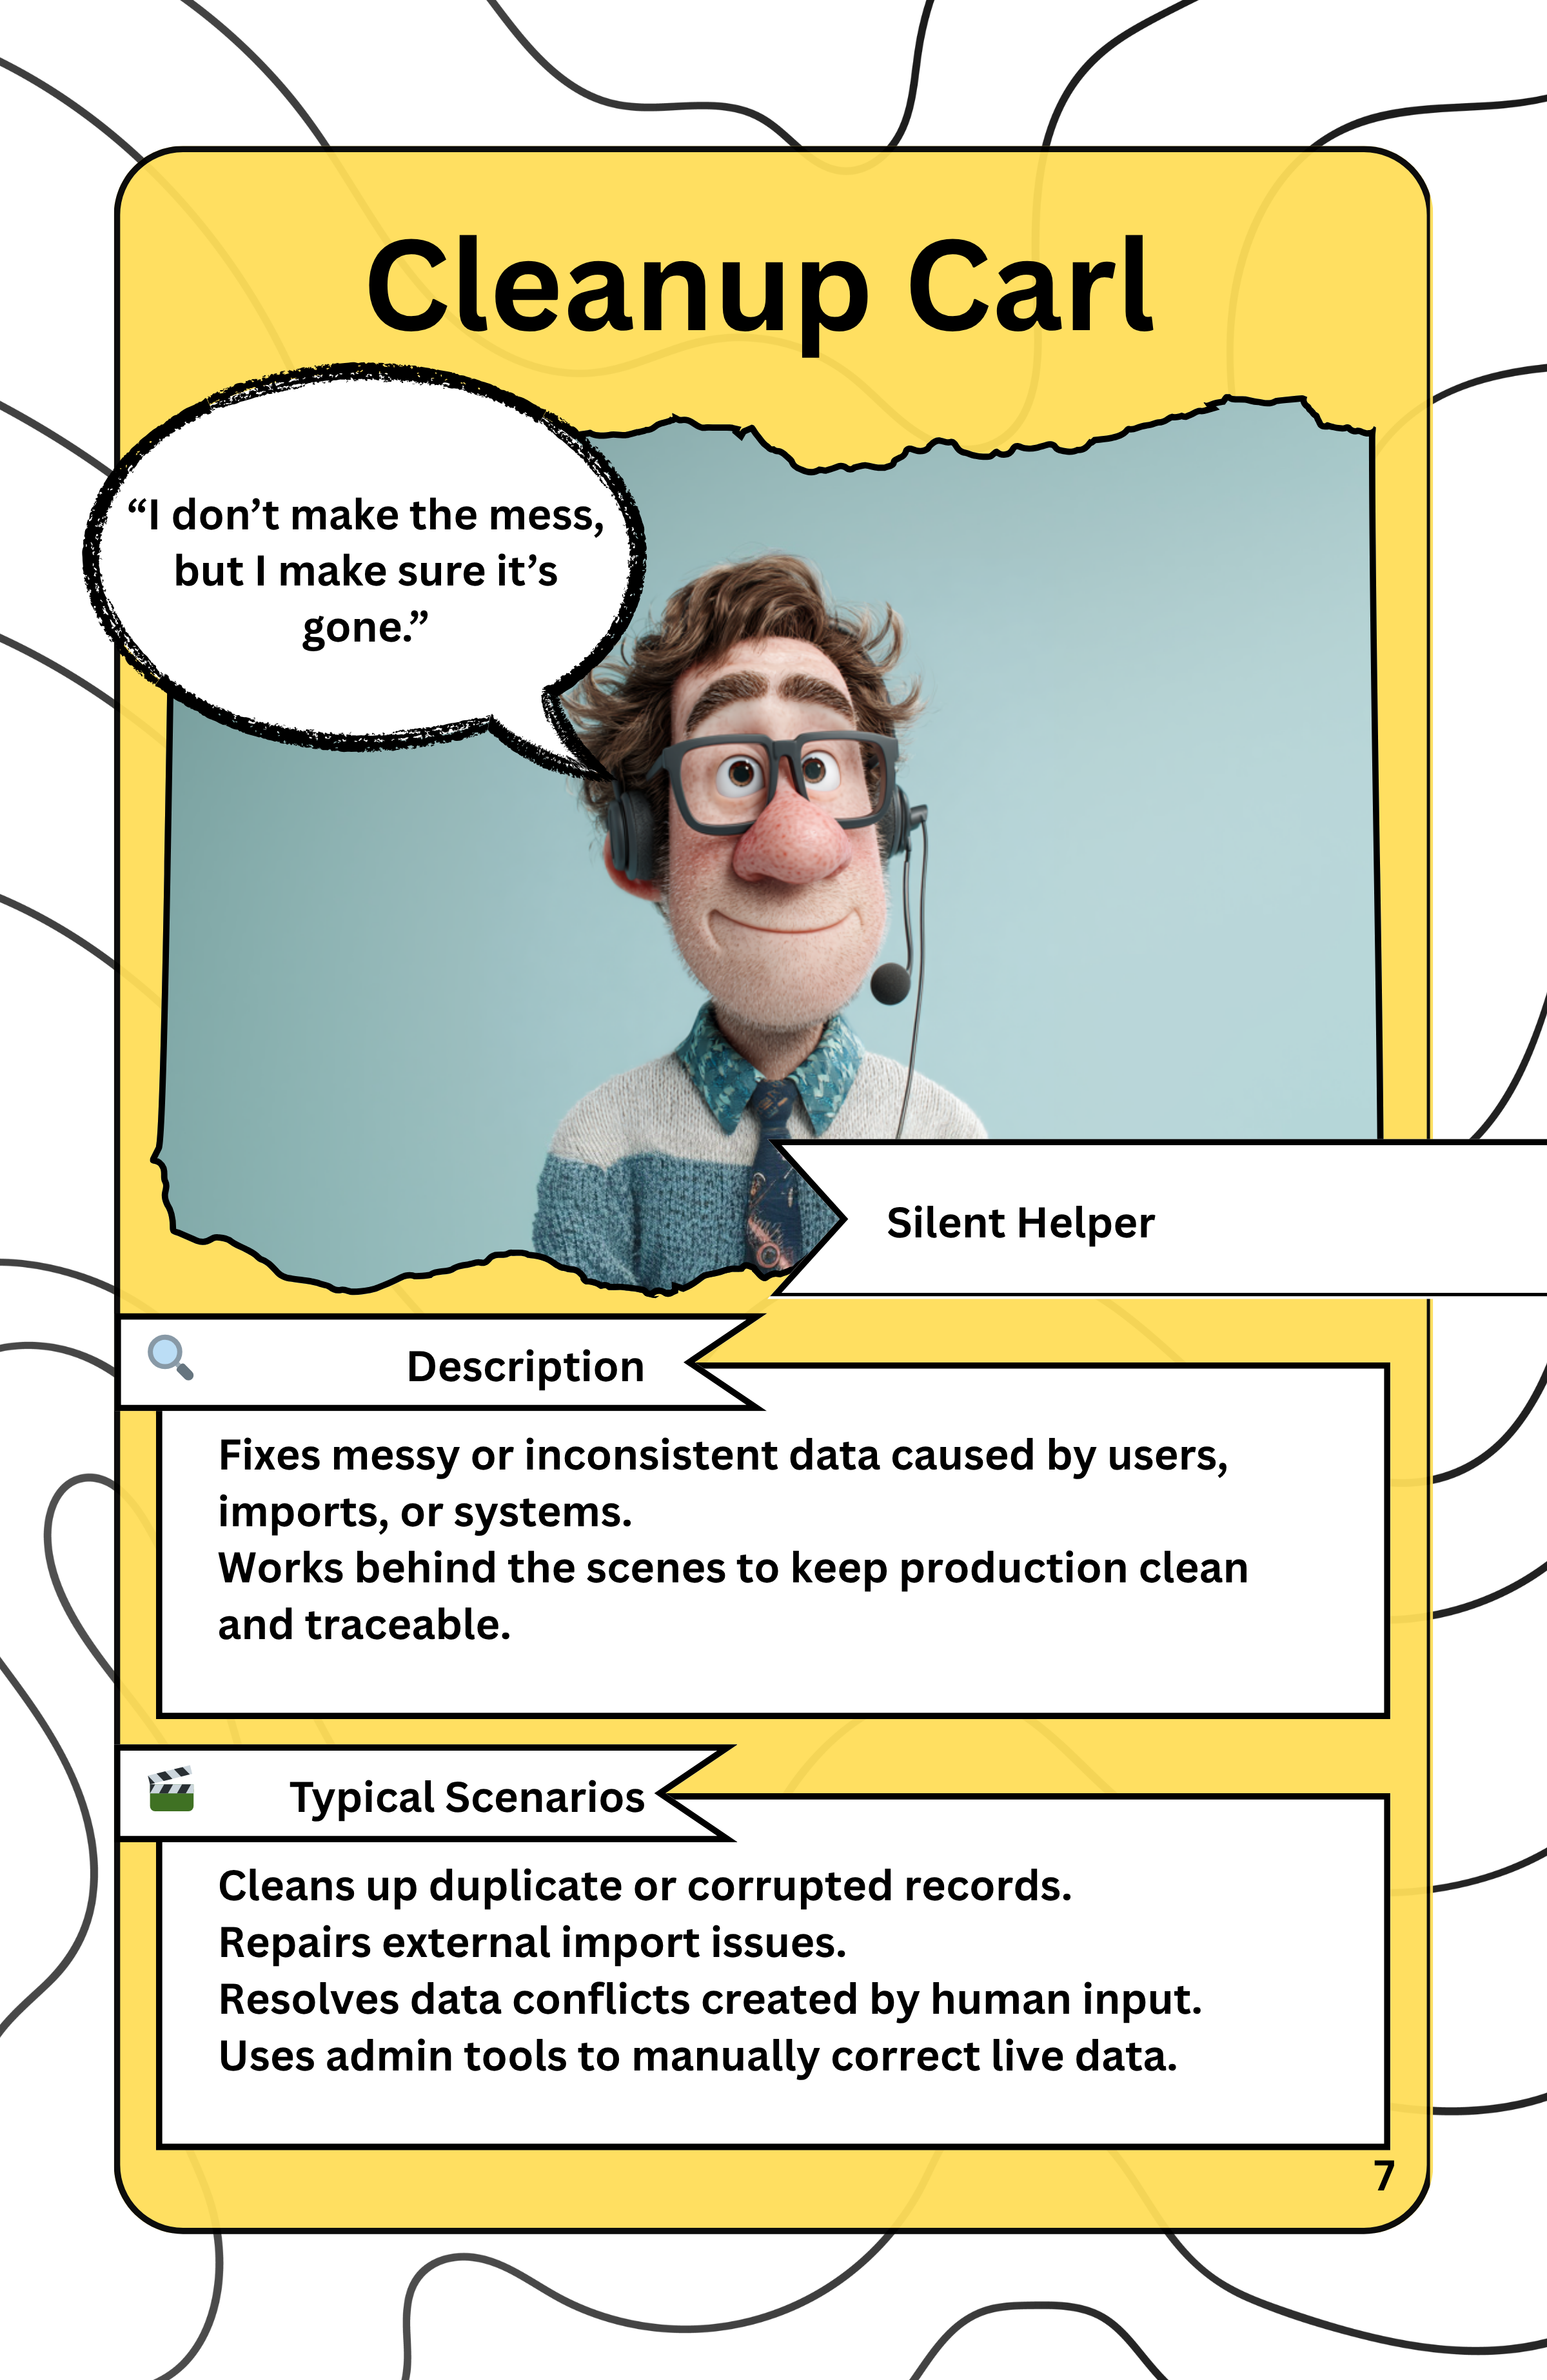 Cleanup Carl
“I don’t make the mess,
but I make sure it’s
gone.”
Silent Helper
Description
Fixes messy or inconsistent data caused by users,
imports, or systems.
Works behind the scenes to keep production clean
and traceable.
Typical Scenarios
Cleans up duplicate or corrupted records.
Repairs external import issues.
Resolves data conflicts created by human input.
Uses admin tools to manually correct live data.
7